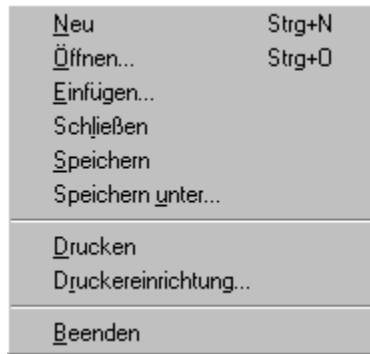 Neu Strg+N
Öffnen... Strg+O
Einfügen...
Schließen
Speichern
Speichern unter...
Drucken
Druckereinrichtung...
Beenden